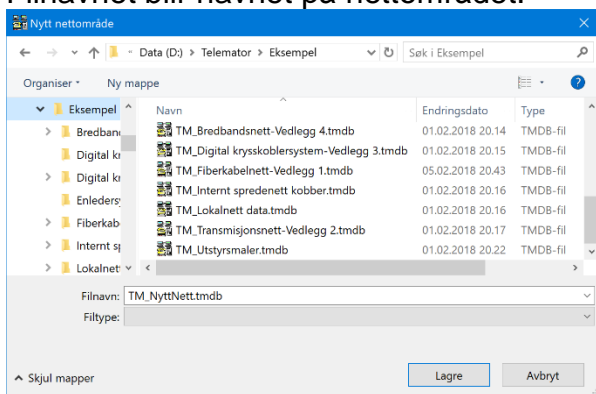 Filnavnet blir navnet på nettområdet.
Nytt nettområde
Data (D:) > Telemator > Eksempel
Søk i Eksempel
Organiser
Ny mappe
Eksempel
Navn
Endringsdato
Type
Bredban
TM_Bredbandsnett-Vedlegg 4.tmdb 01.02.2018 20.14 TMDB-fil
Digital kr
TM_Digital krysskoblersystem-Vedlegg 3.tmdb 01.02.2018 20.15 TMDB-fil
Digital kr
TM_Fiberkabelnett-Vedlegg 1.tmdb 05.02.2018 20.43 TMDB-fil
TM_Internt spredenett kobber.tmdb 01.02.2018 20.16 TMDB-fil
Enleders
TM_Lokalnett data.tmdb 01.02.2018 20.16 TMDB-fil
Fiberkab
TM_Transmisjonsnett-Vedlegg 2.tmdb 01.02.2018 20.17 TMDB-fil
Internt sp
TM_Utstyrsmaler.tmdb 01.02.2018 20.22 TMDB-fil
Lokalnet
Filnavn: TM_NyttNett.tmdb
Filtype:
Skjul mapper
Lagre
Avbryt